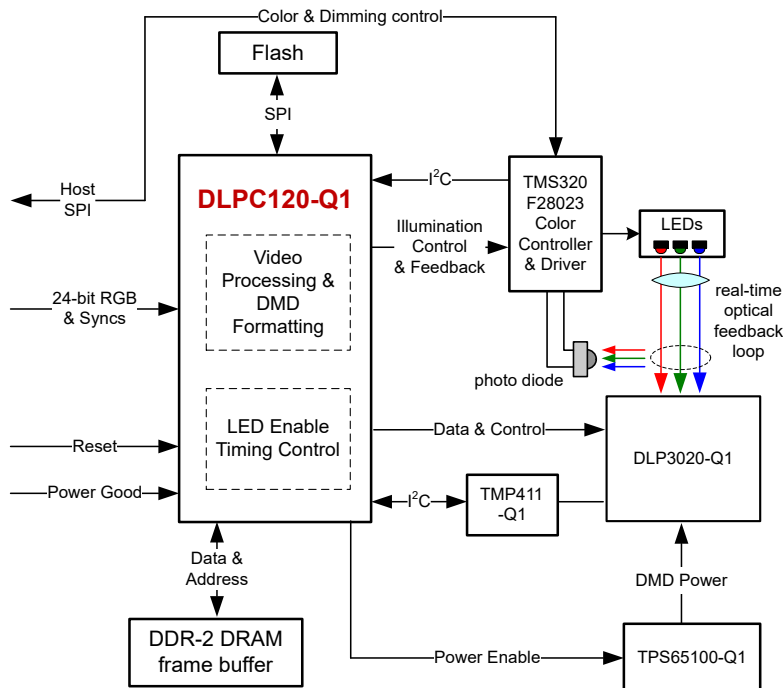 Color & Dimming control
Flash
SPI
Host
SPI
DLPC120-Q1
I²C
TMS320
F28023
Color
Controller
& Driver
LEDs
Illumination
Control
& Feedback
Video
Processing &
DMD
Formatting
24-bit RGB
& Syncs
real-time
optical
feedback
loop
photo diode
LED Enable
Timing Control
Data & Control
DLP3020-Q1
Reset
Power Good
I²C
TMP411
-Q1
Data &
Address
DMD Power
DDR-2 DRAM
frame buffer
Power Enable
TPS65100-Q1